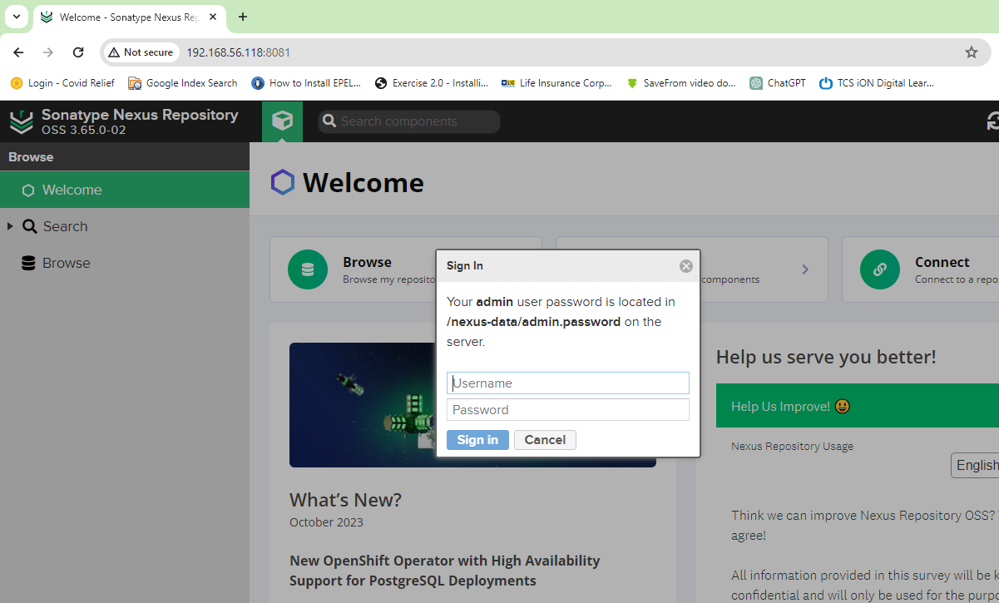 Welcome - Sonatype Nexus Rep
Not secure
192.168.56.118:8081
Login - Covid Relief
Google Index Search
How to Install EPEL...
Exercise 2.0 - Installi...
Life Insurance Corp...
SaveFrom video do...
ChatGPT
TCS iON Digital Lear...
Sonatype Nexus Repository
OSS 3.65.0-02
Search components
Browse
Welcome
Search
Browse
Welcome
Browse
Browse my reposito
components
Connect
Connect to a repo
Sign In
Your admin user password is located in
/nexus-data/admin.password on the
server.
Username
Password
Sign in
Cancel
What's New?
October 2023
New OpenShift Operator with High Availability
Support for PostgreSQL Deployments
Help us serve you better!
Help Us Improve! 😃
Nexus Repository Usage
English
Think we can improve Nexus Repository OSS?
agree!
All information provided in this survey will be k
confidential and will only be used for the purpo